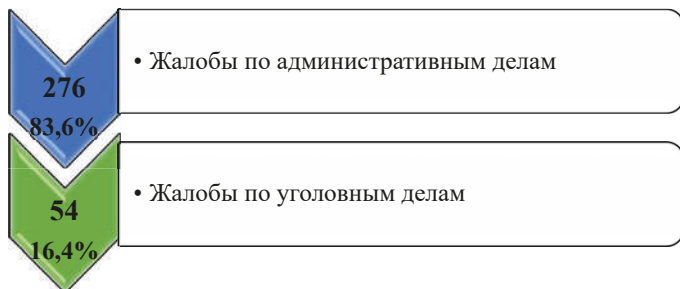 276
83,6%
• Жалобы по административным делам
54
16,4%
• Жалобы по уголовным делам